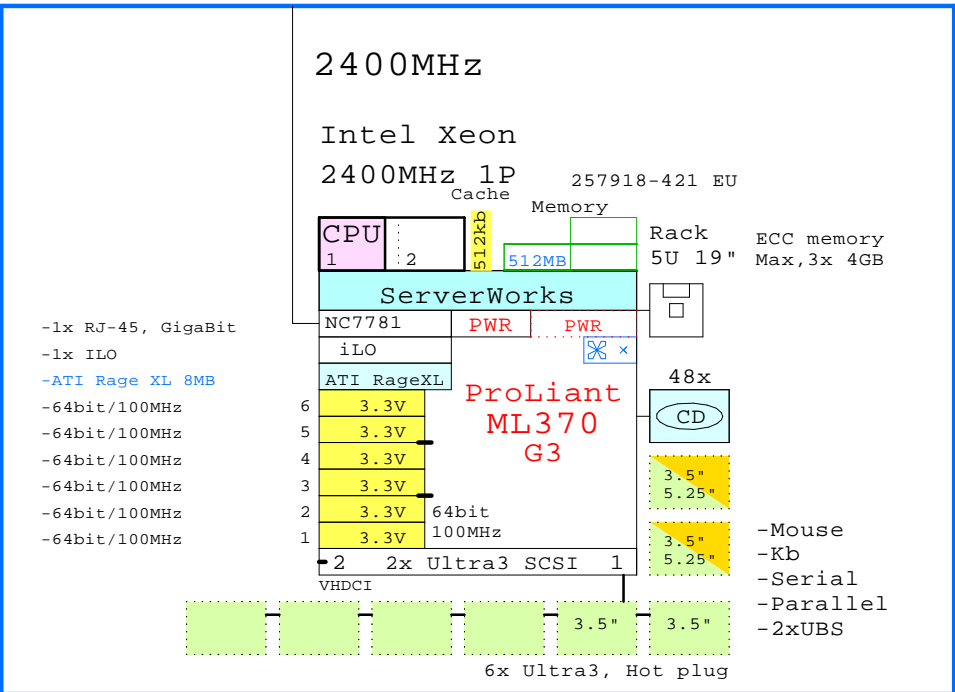 2400MHz
Intel Xeon
2400MHz 1P
257918-421 EU
Cache
Memory
512kb
CPU
1
2
512MB
Rack
5U 19"
ECC memory
Max,3x 4GB
ServerWorks
-1x RJ-45, GigaBit
NC7781
PWR
PWR
-1x ILO
iLO
×
-ATI Rage XL 8MB
ATI RageXL
48x
ProLiant
ML370
G3
CD
-64bit/100MHz
6
3.3V
-64bit/100MHz
5
3.3V
-64bit/100MHz
4
3.3V
-64bit/100MHz
3
3.3V
-64bit/100MHz
2
3.3V
-64bit/100MHz
1
3.3V
64bit
100MHz
3.5"
5.25"
3.5"
5.25"
2 2x Ultra3 SCSI 1
VHDCI
-Mouse
-Kb
-Serial
-Parallel
-2xUBS
3.5"
3.5"
6x Ultra3, Hot plug